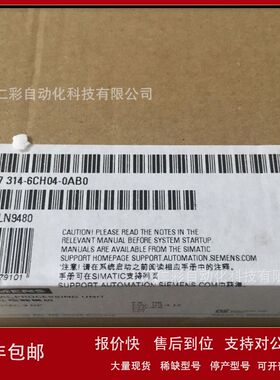 二彩自动化科技有限公司
7 314-6CH04-0AB0
LN9480
PLEASE READ THE NOTES IN THE
RELEVANT MANUAL BEFORE SYSTEM STARTUP.
MANUALS ARE AVAILABLE FROM THE SIMATIC
SUPPORT HOMEPAGE SUPPORT.AUTOMATION.SIEMENS.COM
注意! 请在系统启动之前阅读相应手册中的注释,
手册可在SIMATIC支持网页:
SUPPORT.AUTOMATION.SIEMENS.COM
79101
包邮
报价快 售后到位 支持对公
大量现货 稀缺型号 停产型号 可开